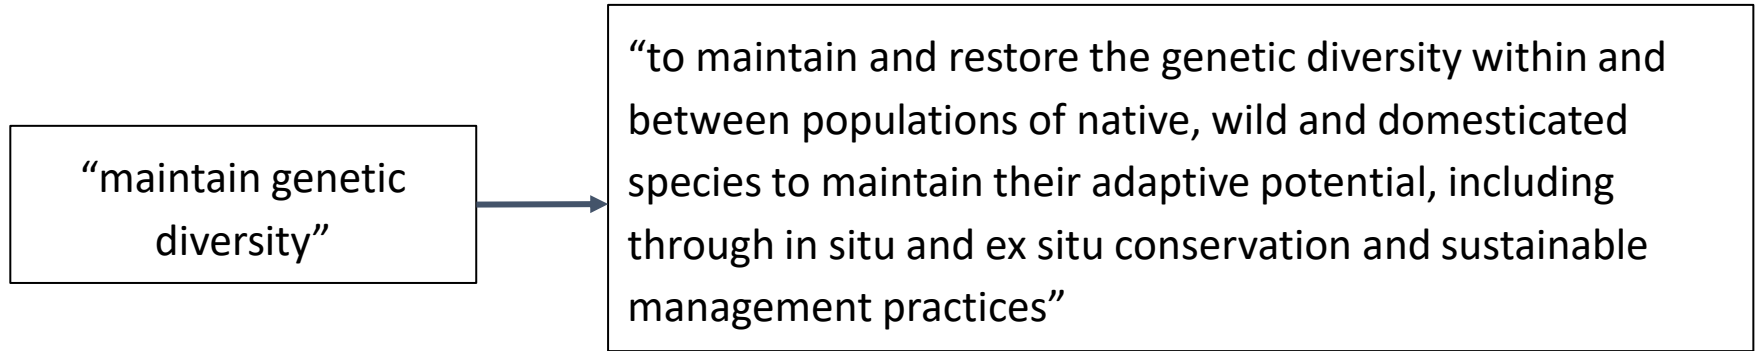 “maintain genetic
diversity”
“to maintain and restore the genetic diversity within and
between populations of native, wild and domesticated
species to maintain their adaptive potential, including
through in situ and ex situ conservation and sustainable
management practices”